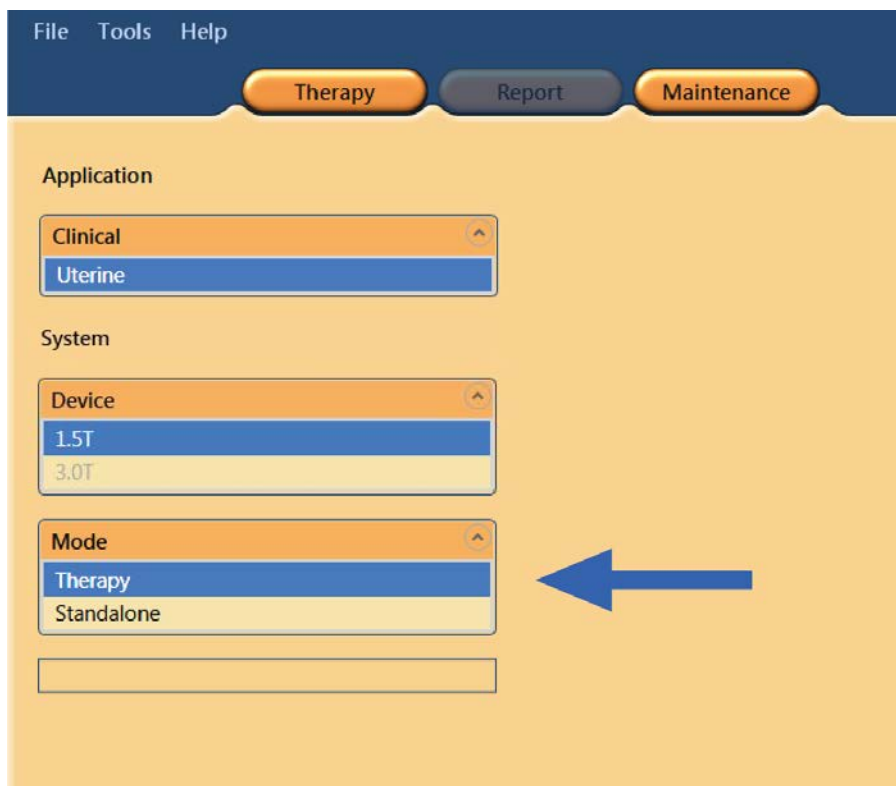 File Tools Help
Therapy Report Maintenance
Application
Clinical
Uterine
System
Device
1.5T
3.0T
Mode
Therapy
Standalone